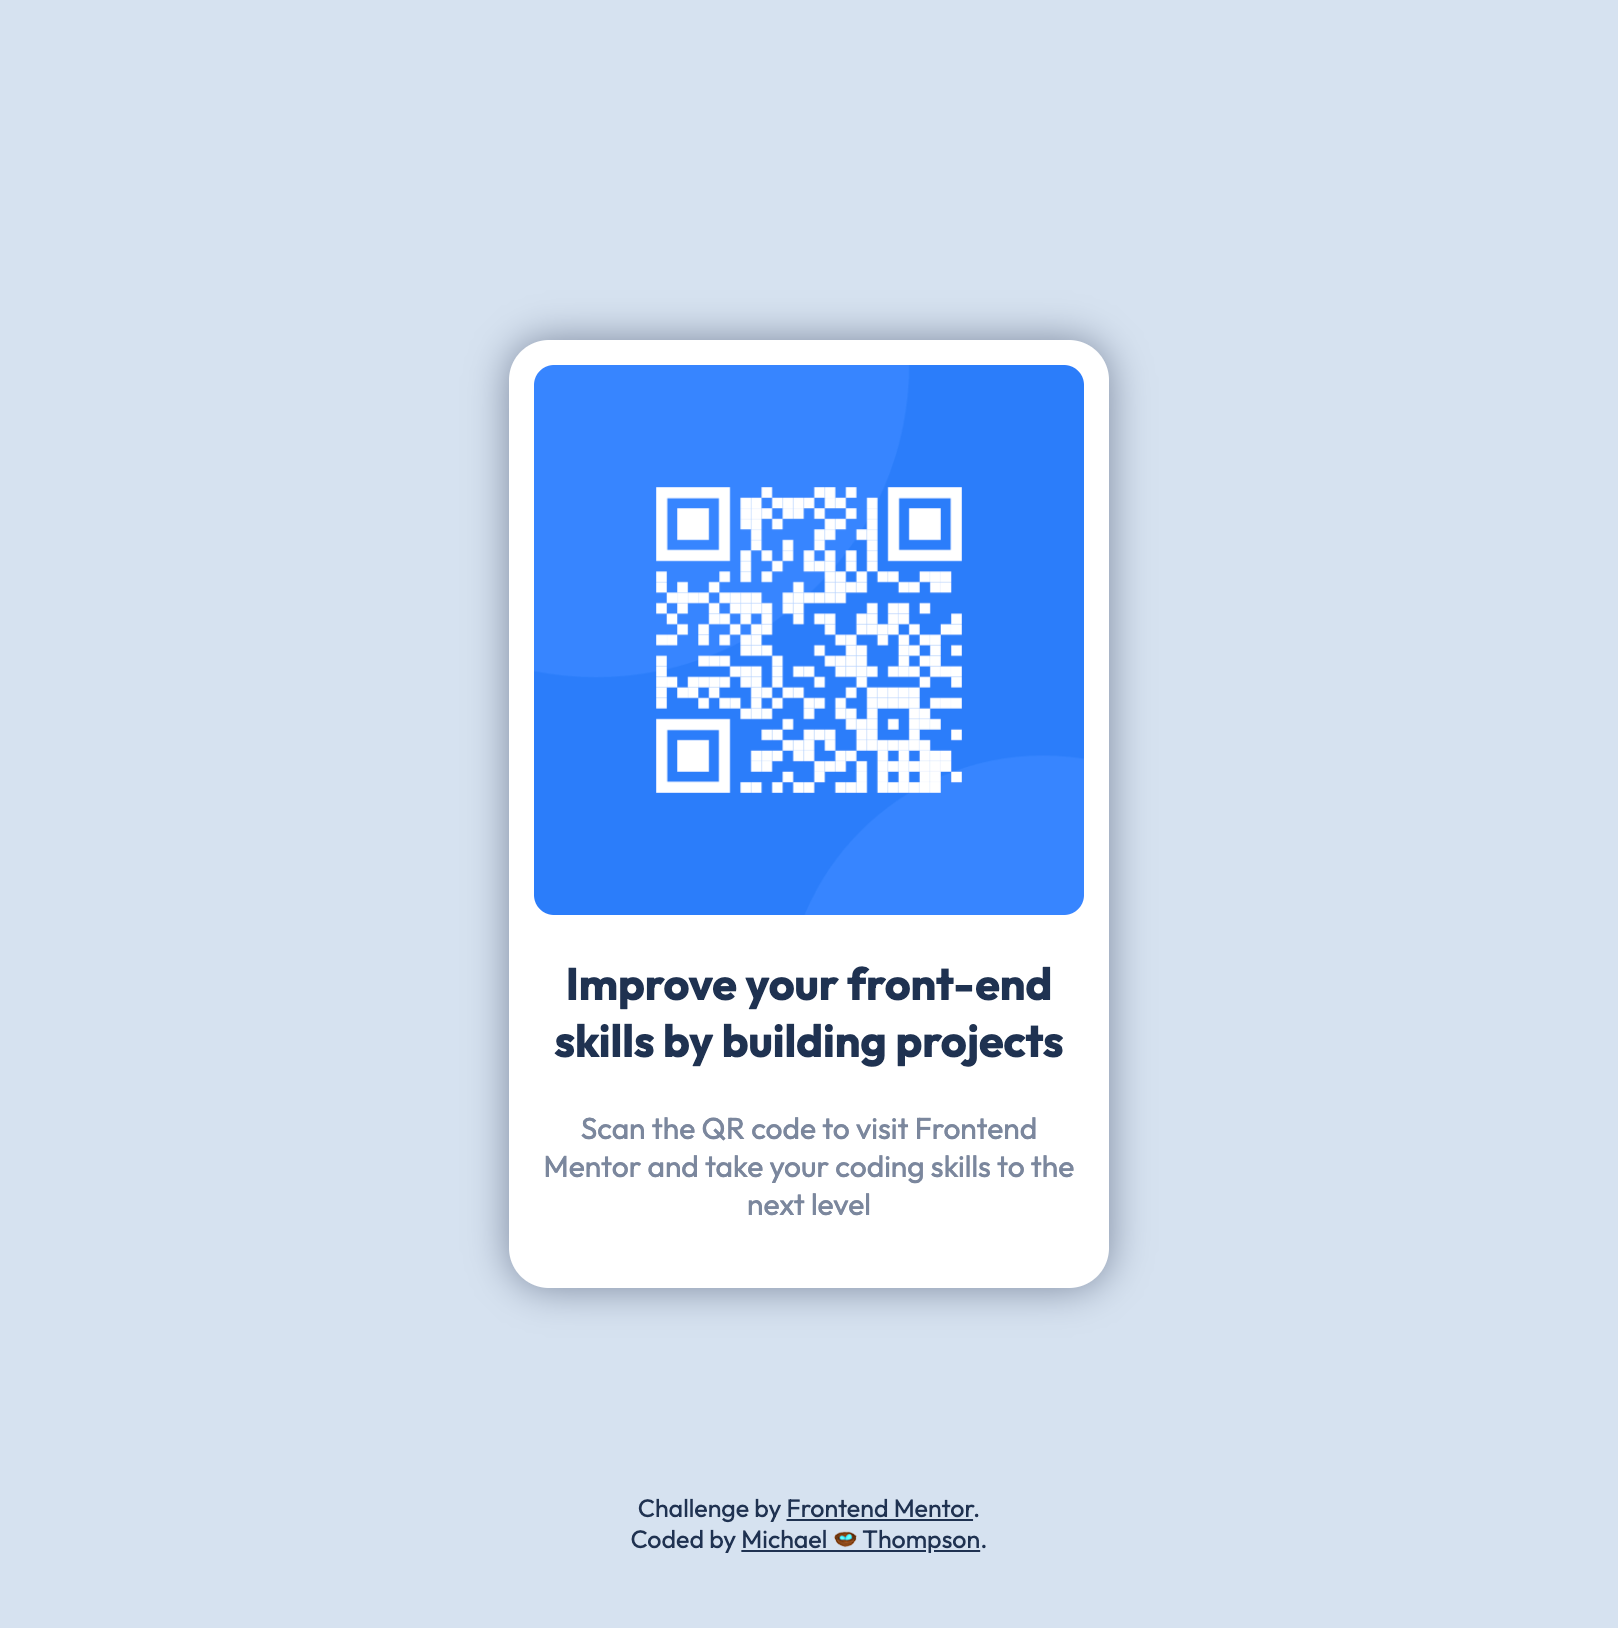 Improve your front-end
skills by building projects
Scan the QR code to visit Frontend
Mentor and take your coding skills to the
next level
Challenge by Frontend Mentor.
Coded by Michael 🪺 Thompson.